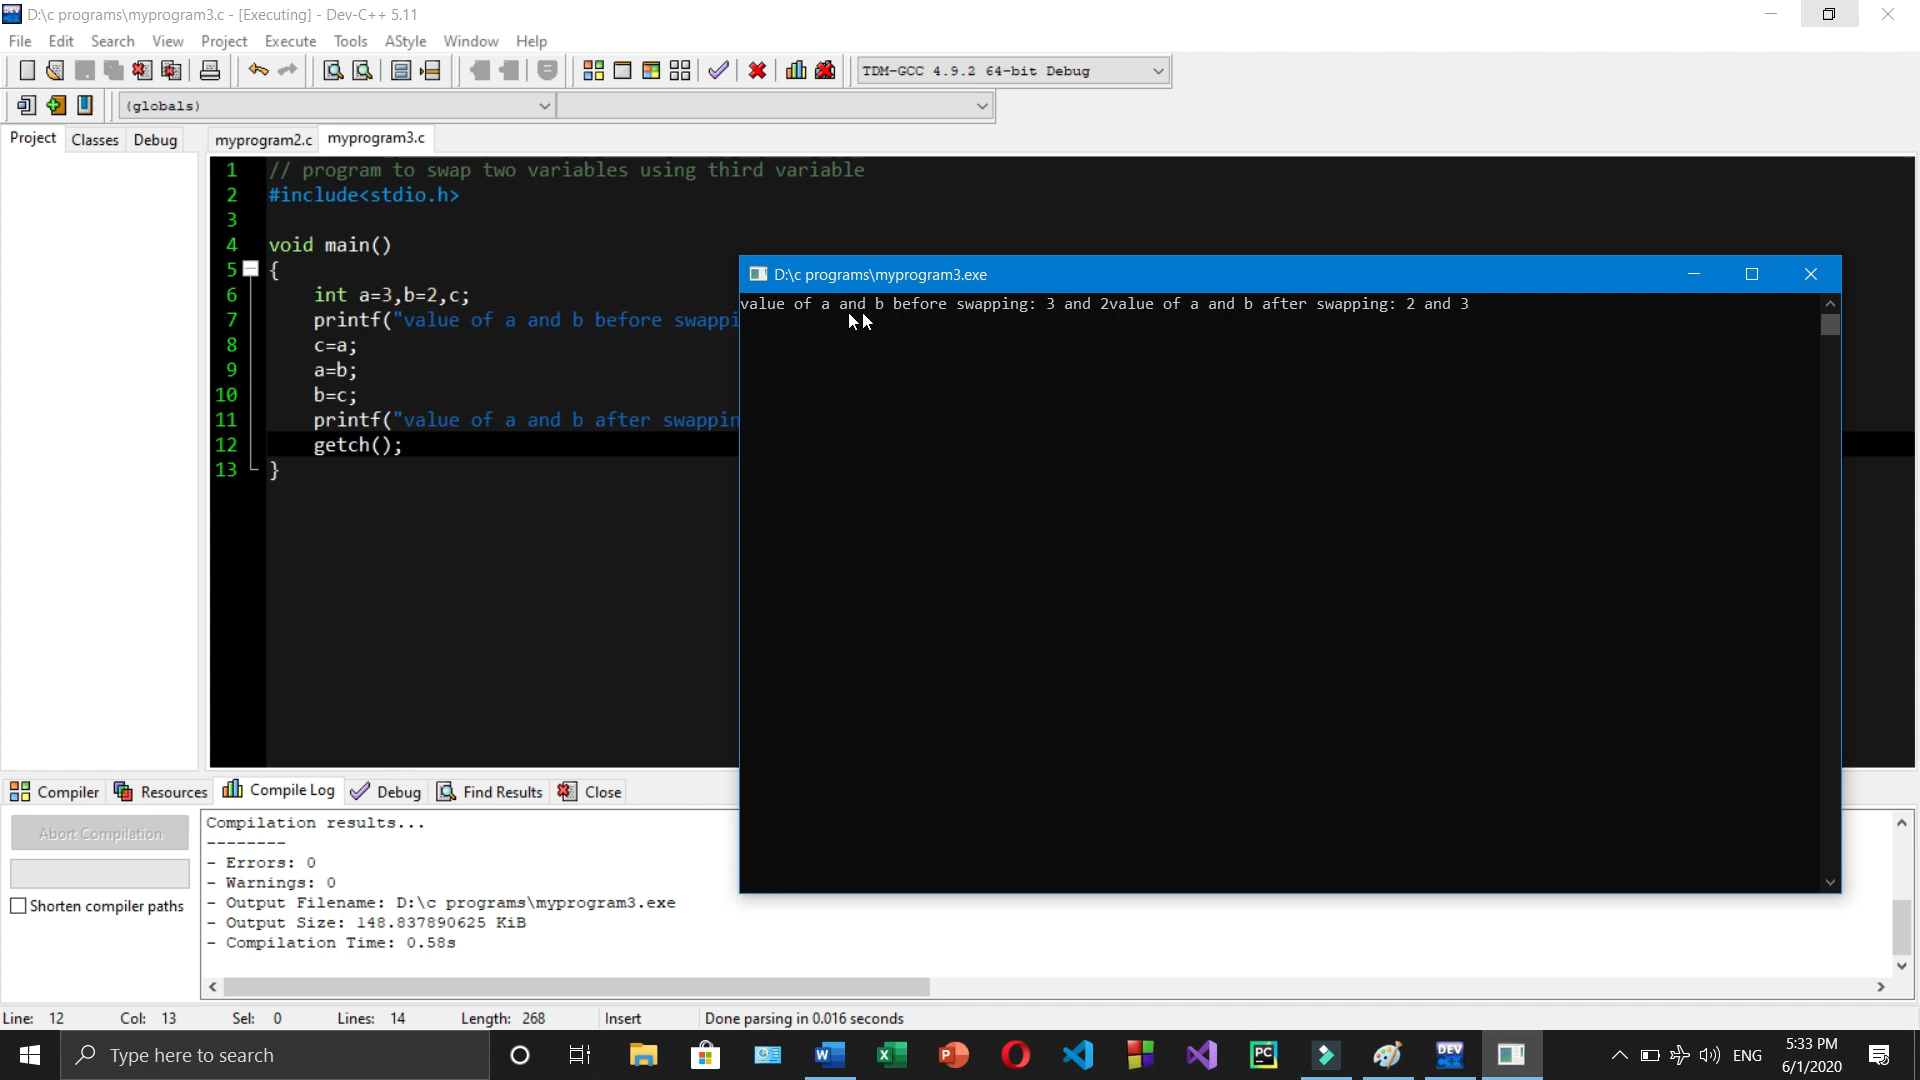 D:\c programs\myprogram3.c - [Executing] - Dev-C++ 5.11
File Edit Search View Project Execute Tools AStyle Window Help
TDM-GCC 4.9.2 64-bit Debug
(globals)
Project Classes Debug myprogram2.c myprogram3.c
1 // program to swap two variables using third variable
2 #include<stdio.h>
3
4 void main()
5 {
6 int a=3,b=2,c;
7 printf("value of a and b before swappi
8 c=a;
9 a=b;
10 b=c;
11 printf("value of a and b after swappin
12 getch();
13 }
D:\c programs\myprogram3.exe
value of a and b before swapping: 3 and 2value of a and b after swapping: 2 and 3
Compiler Resources Compile Log Debug Find Results Close
Abort Compilation
Shorten compiler paths
Compilation results...
--------
- Errors: 0
- Warnings: 0
- Output Filename: D:\c programs\myprogram3.exe
- Output Size: 148.837890625 KiB
- Compilation Time: 0.58s
Line: 12 Col: 13 Sel: 0 Lines: 14 Length: 268 Insert Done parsing in 0.016 seconds
Type here to search
ENG
5:33 PM
6/1/2020